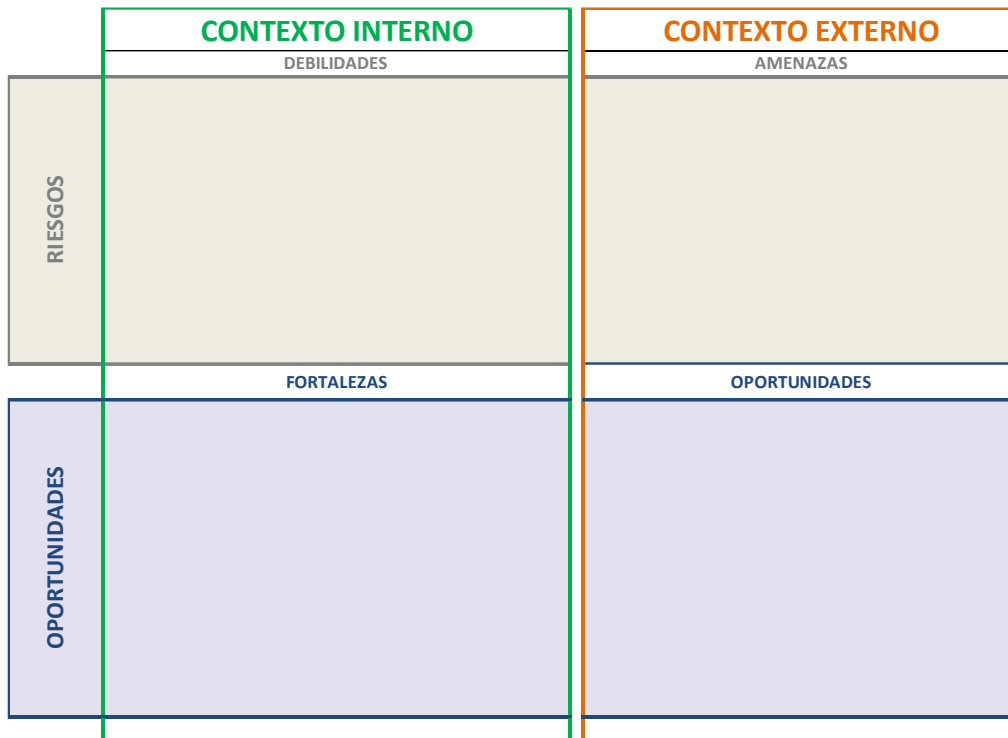 CONTEXTO INTERNO
CONTEXTO EXTERNO
DEBILIDADES
AMENAZAS
RIESGOS
FORTALEZAS
OPORTUNIDADES
OPORTUNIDADES